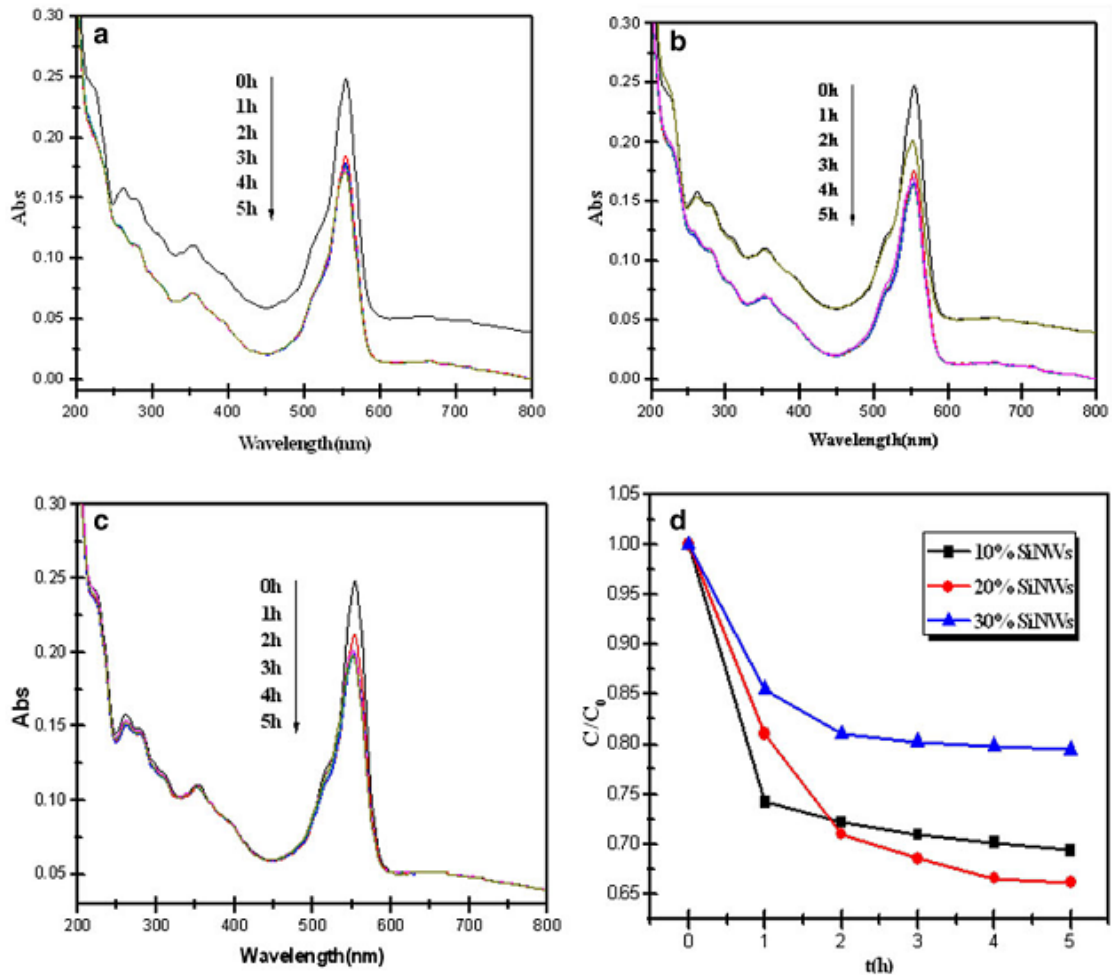 a
0.30
0.25
0.20
0.15
0.10
0.05
0.00
Abs
0h
1h
2h
3h
4h
5h
200 300 400 500 600 700 800
Wavelength(nm)
b
0.30
0.25
0.20
0.15
0.10
0.05
0.00
Abs
0h
1h
2h
3h
4h
5h
200 300 400 500 600 700 800
Wavelength(nm)
c
0.30
0.25
0.20
0.15
0.10
0.05
Abs
0h
1h
2h
3h
4h
5h
200 300 400 500 600 700 800
Wavelength(nm)
d
1.05
1.00
0.95
0.90
0.85
0.80
0.75
0.70
0.65
C/C0
10% SiNWs
20% SiNWs
30% SiNWs
0 1 2 3 4 5
t(h)